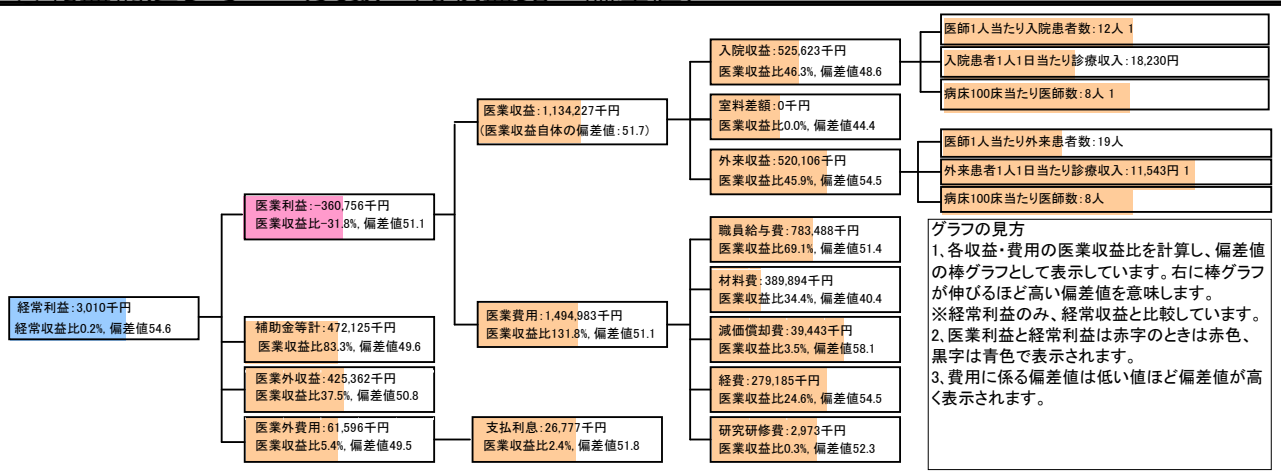 経常利益:3,010千円
経常収益比0.2%, 偏差値54.6
医業利益:-360,756千円
医業収益比-31.8%, 偏差値51.1
補助金等計:472,125千円
医業収益比83.3%, 偏差値49.6
医業外収益:425,362千円
医業収益比37.5%, 偏差値50.8
医業外費用:61,596千円
医業収益比5.4%, 偏差値49.5
医業収益:1,134,227千円
(医業収益自体の偏差値:51.7)
医業費用:1,494,983千円
医業収益比131.8%, 偏差値51.1
支払利息:26,777千円
医業収益比2.4%, 偏差値51.8
入院収益:525,623千円
医業収益比46.3%, 偏差値48.6
室料差額:0千円
医業収益比0.0%, 偏差値44.4
外来収益:520,106千円
医業収益比45.9%, 偏差値54.5
職員給与費:783,488千円
医業収益比69.1%, 偏差値51.4
材料費:389,894千円
医業収益比34.4%, 偏差値40.4
減価償却費:39,443千円
医業収益比3.5%, 偏差値58.1
経費:279,185千円
医業収益比24.6%, 偏差値54.5
研究研修費:2,973千円
医業収益比0.3%, 偏差値52.3
医師1人当たり入院患者数:12人 1
入院患者1人1日当たり診療収入:18,230円
病床100床当たり医師数:8人 1
医師1人当たり外来患者数:19人
外来患者1人1日当たり診療収入:11,543円 1
病床100床当たり医師数:8人
グラフの見方
1、各収益・費用の医業収益比を計算し、偏差値
の棒グラフとして表示しています。右に棒グラフ
が伸びるほど高い偏差値を意味します。
※経常利益のみ、経常収益と比較しています。
2、医業利益と経常利益は赤字のときは赤色、
黒字は青色で表示されます。
3、費用に係る偏差値は低い値ほど偏差値が高
く表示されます。